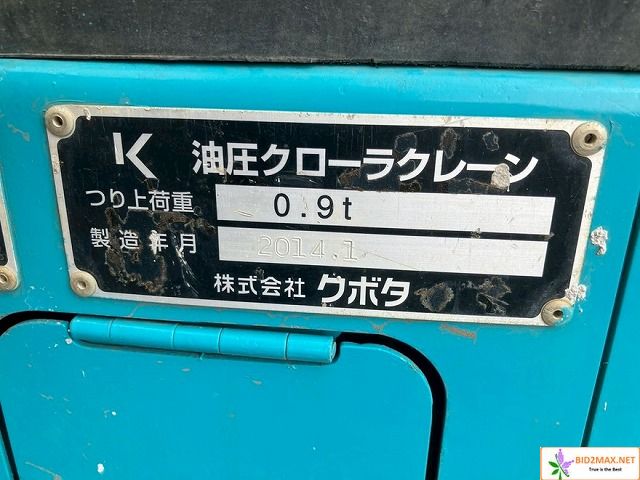 K 油圧クローラクレーン
つり上荷重 0.9t
製造年月 2014.1
株式会社 クボタ
BID2MAX.NET
True is the Best